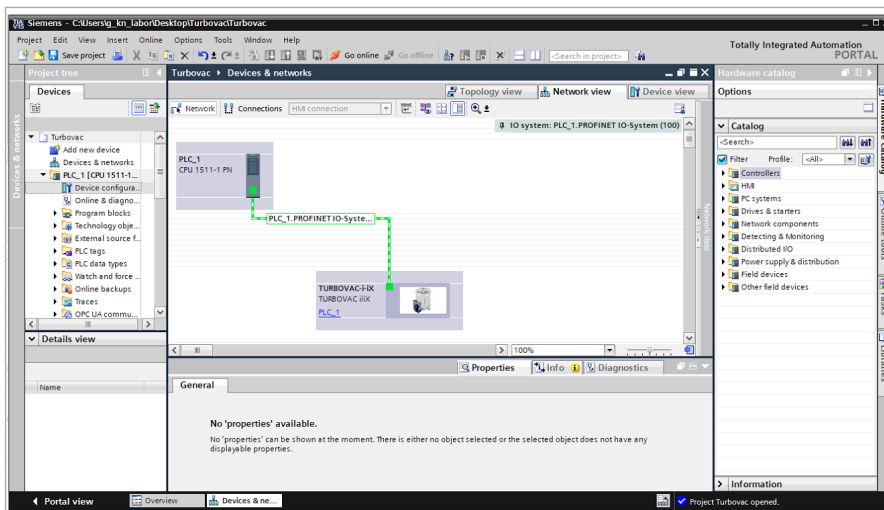 Siemens - C:\Users\g_kn_labor\Desktop\Turbovac\Turbovac
Project Edit View Insert Online Options Tools Window Help
Totally Integrated Automation
PORTAL
Save project
Go online
Go offline
<Search in project>
Project tree
Turbovac ▸ Devices & networks
Hardware catalog
Devices
Topology view
Network view
Device view
Options
Network
Connections
HMI connection
IO system: PLC_1.PROFINET IO-System (100)
Catalog
<Search>
Filter
Profile:
<All>
Controllers
HMI
PC systems
Drives & starters
Network components
Detecting & Monitoring
Distributed I/O
Power supply & distribution
Field devices
Other field devices
Turbovac
Add new device
Devices & networks
PLC_1 [CPU 1511-1...
Device configura...
Online & diagno...
Program blocks
Technology obje...
External source f...
PLC tags
PLC data types
Watch and force ...
Online backups
Traces
OPC UA commu...
Devices & networks
PLC_1
CPU 1511-1 PN
PLC_1.PROFINET IO-Syste...
TURBOVAC-i-iX
TURBOVAC i/iX
PLC_1
Network data
100%
Details view
Name
Properties
Info
Diagnostics
General
No 'properties' available.
No 'properties' can be shown at the moment. There is either no object selected or the selected object does not have any
displayable properties.
Information
Portal view
Overview
Devices & ne...
Project Turbovac opened.